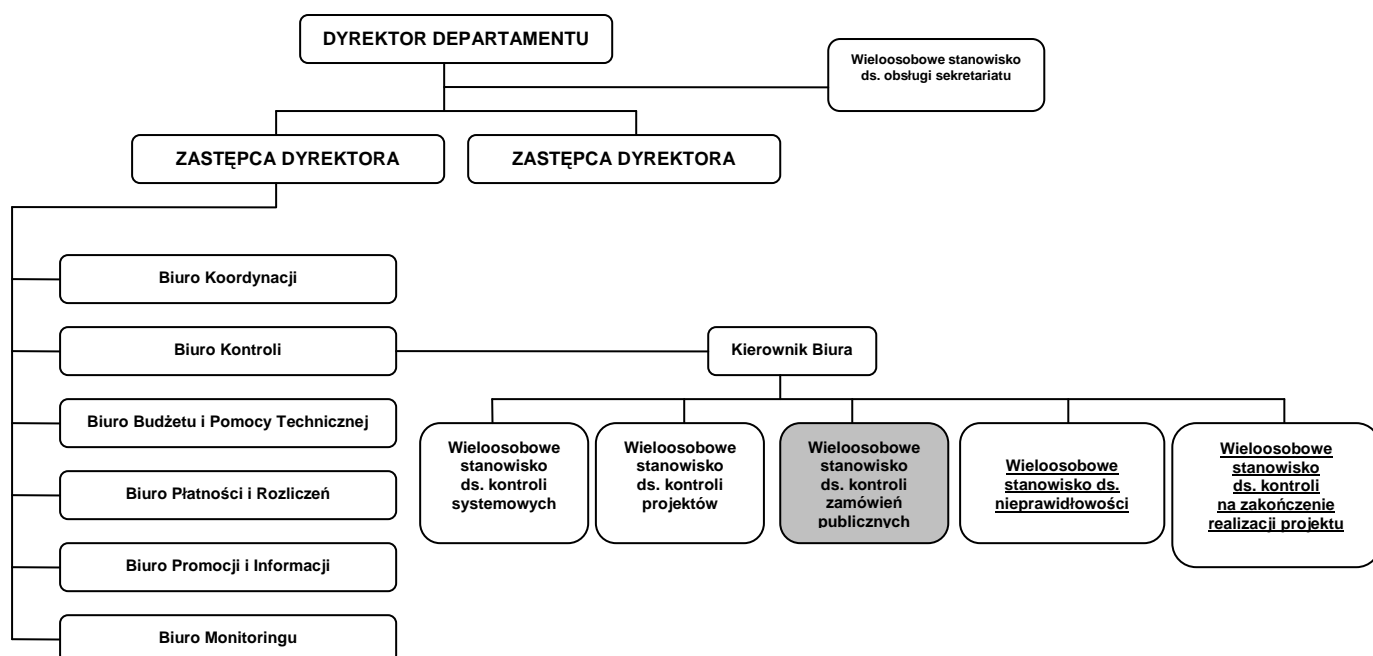 DYREKTOR DEPARTAMENTU
Wieloosobowe stanowisko
ds. obsługi sekretariatu
ZASTĘPCA DYREKTORA
ZASTĘPCA DYREKTORA
Biuro Koordynacji
Biuro Kontroli
Kierownik Biura
Biuro Budżetu i Pomocy Technicznej
Biuro Płatności i Rozliczeń
Biuro Promocji i Informacji
Biuro Monitoringu
Wieloosobowe
stanowisko
ds. kontroli
systemowych
Wieloosobowe
stanowisko
ds. kontroli
projektów
Wieloosobowe
stanowisko
ds. kontroli
zamówień
publicznych
Wieloosobowe
stanowisko ds.
nieprawidłowości
Wieloosobowe
stanowisko
ds. kontroli
na zakończenie
realizacji projektu